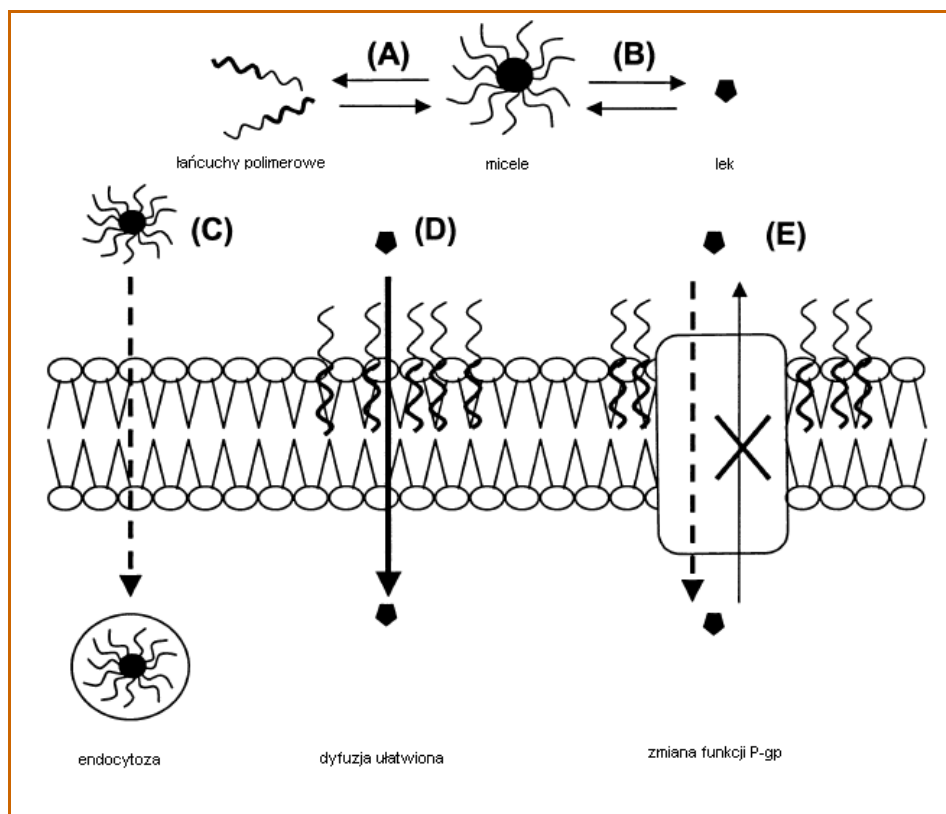 (A)
(B)
łańcuchy polimerowe
micele
lek
(C)
(D)
(E)
endocytoza
dyfuzja ułatwiona
zmiana funkcji P-gp